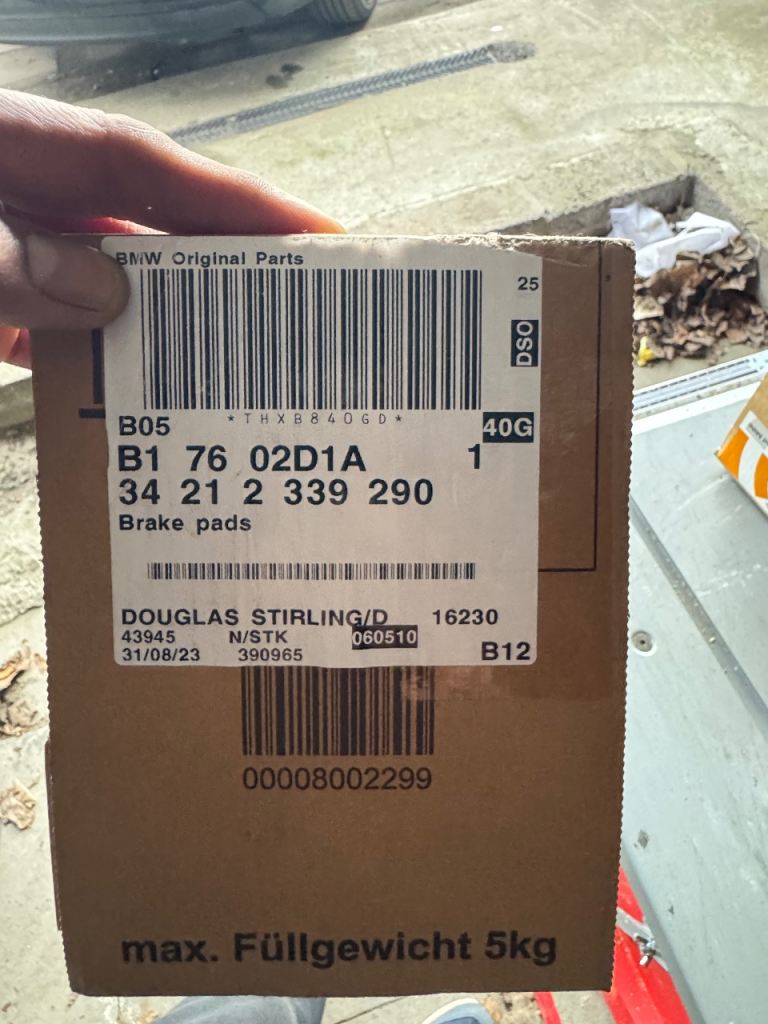 BMW Original Parts
25
DSO
*THXB840GD*
B05
40G
B1 76 02D1A 1
34 21 2 339 290
Brake pads
DOUGLAS STIRLING/D 16230
43945 N/STK 060510
31/08/23 390965 B12
00008002299
max. Füllgewicht 5kg